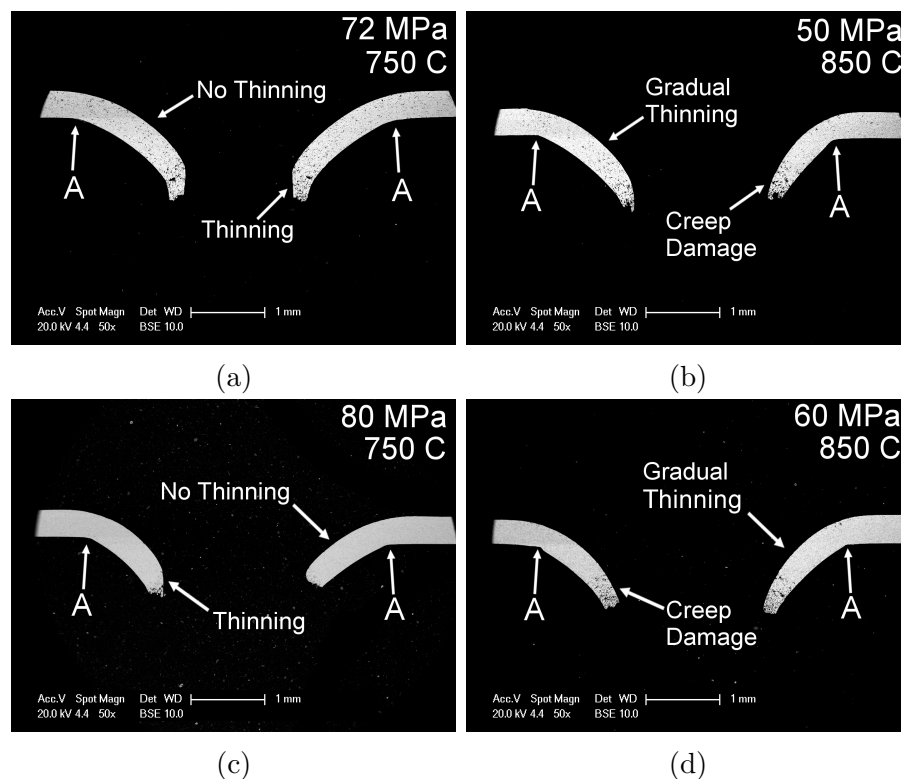 72 MPa
750 C
No Thinning
A
A
Thinning
Acc.V Spot Magn Det WD 1 mm
20.0 kV 4.4 50x BSE 10.0
(a)
50 MPa
850 C
Gradual
Thinning
A
A
Creep
Damage
Acc.V Spot Magn Det WD 1 mm
20.0 kV 4.4 50x BSE 10.0
(b)
80 MPa
750 C
No Thinning
A
A
Thinning
Acc.V Spot Magn Det WD 1 mm
20.0 kV 4.4 50x BSE 10.0
(c)
60 MPa
850 C
Gradual
Thinning
A
A
Creep
Damage
Acc.V Spot Magn Det WD 1 mm
20.0 kV 4.4 50x BSE 10.0
(d)